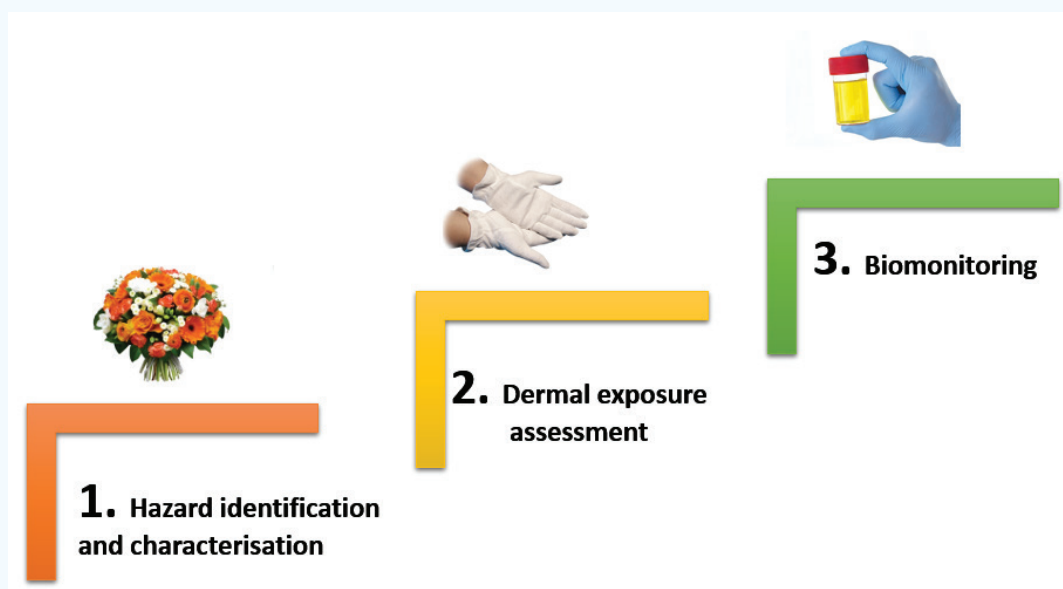 1. Hazard identification
and characterisation
2. Dermal exposure
assessment
3. Biomonitoring